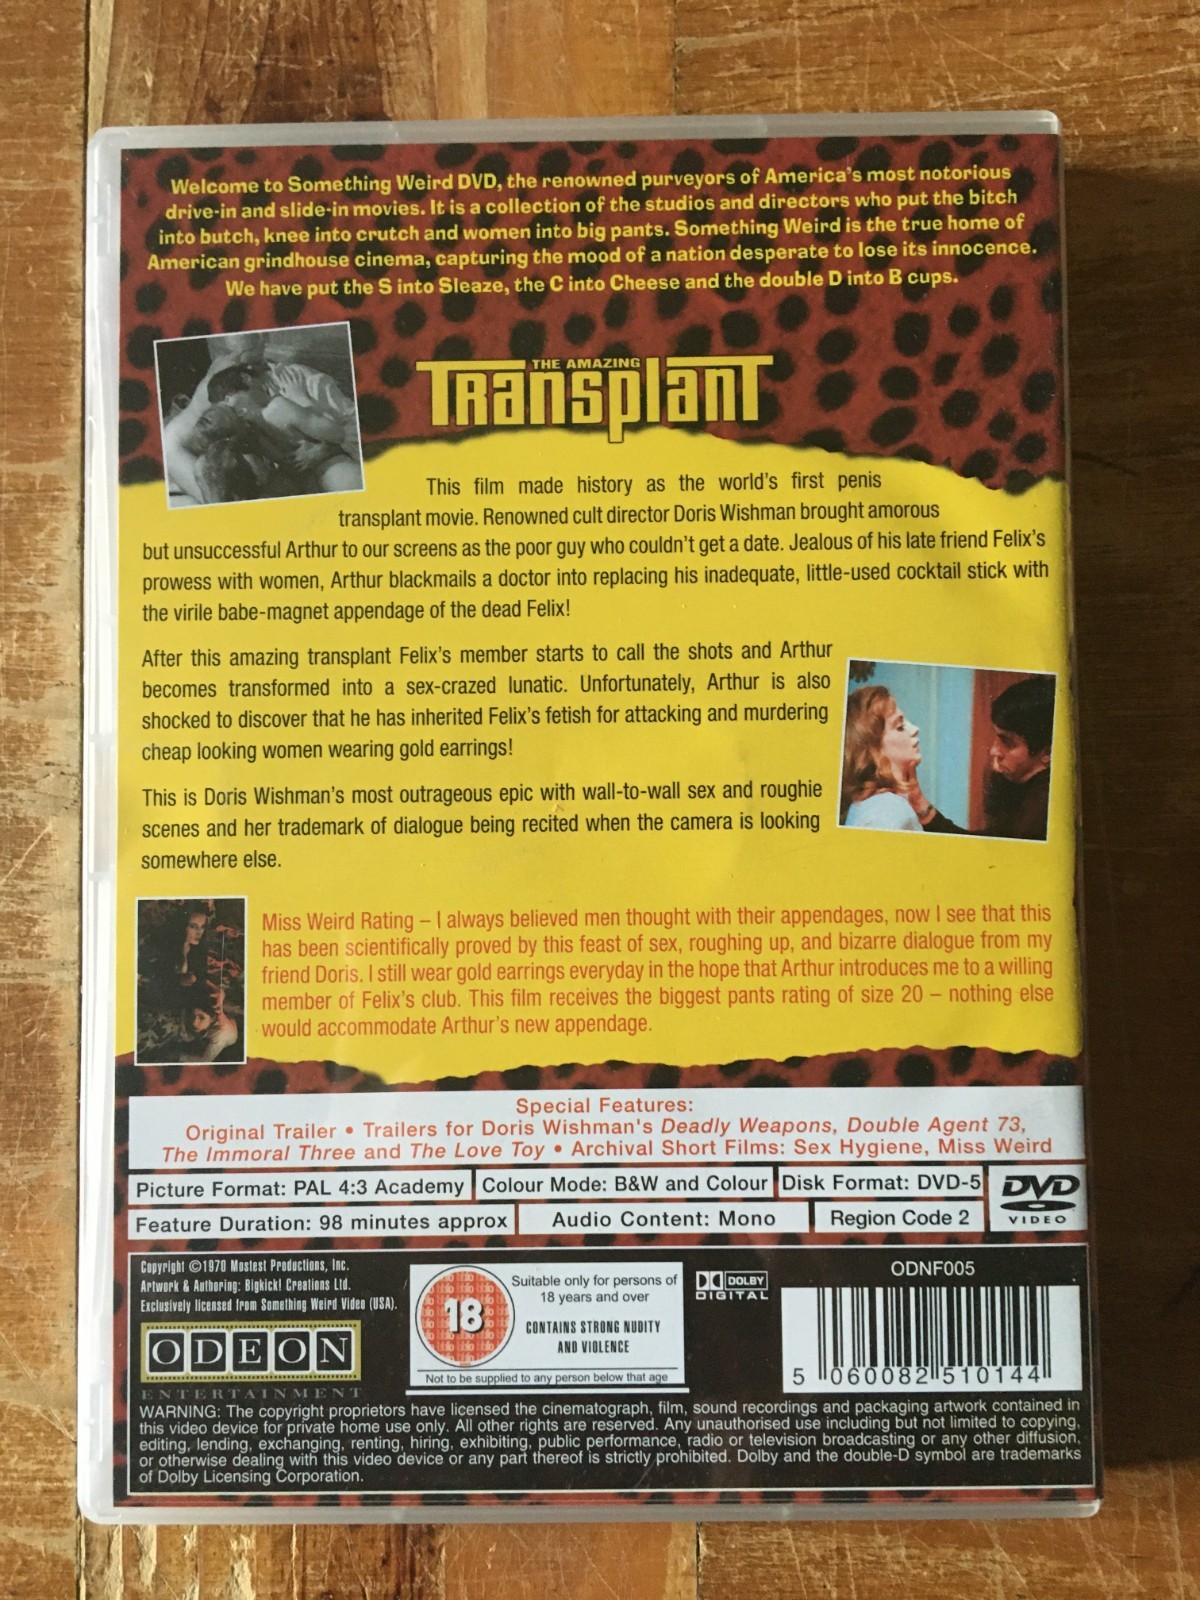 Welcome to Something Weird DVD, the renowned purveyors of America's most notorious
drive-in and slide-in movies. It is a collection of the studios and directors who put the bitch
into butch, knee into crutch and women into big pants. Something Weird is the true home of
American grindhouse cinema, capturing the mood of a nation desperate to lose its innocence.
We have put the S into Sleaze, the C into Cheese and the double D into B cups.
THE AMAZING
TRansplanT
This film made history as the world's first penis
transplant movie. Renowned cult director Doris Wishman brought amorous
but unsuccessful Arthur to our screens as the poor guy who couldn't get a date. Jealous of his late friend Felix's
prowess with women, Arthur blackmails a doctor into replacing his inadequate, little-used cocktail stick with
the virile babe-magnet appendage of the dead Felix!
After this amazing transplant Felix's member starts to call the shots and Arthur
becomes transformed into a sex-crazed lunatic. Unfortunately, Arthur is also
shocked to discover that he has inherited Felix's fetish for attacking and murdering
cheap looking women wearing gold earrings!
This is Doris Wishman's most outrageous epic with wall-to-wall sex and roughie
scenes and her trademark of dialogue being recited when the camera is looking
somewhere else.
Miss Weird Rating – I always believed men thought with their appendages, now I see that this
has been scientifically proved by this feast of sex, roughing up, and bizarre dialogue from my
friend Doris. I still wear gold earrings everyday in the hope that Arthur introduces me to a willing
member of Felix's club. This film receives the biggest pants rating of size 20 – nothing else
would accommodate Arthur's new appendage.
Special Features:
Original Trailer • Trailers for Doris Wishman's Deadly Weapons, Double Agent 73,
The Immoral Three and The Love Toy • Archival Short Films: Sex Hygiene, Miss Weird
Picture Format: PAL 4:3 Academy
Colour Mode: B&W and Colour
Disk Format: DVD-5
DVD
VIDEO
Feature Duration: 98 minutes approx
Audio Content: Mono
Region Code 2
Copyright ©1970 Mostest Productions, Inc.
Artwork & Authoring: Bigkick! Creations Ltd.
Exclusively licensed from Something Weird Video (USA).
ODEON
ENTERTAINMENT
18
Suitable only for persons of
18 years and over
CONTAINS STRONG NUDITY
AND VIOLENCE
Not to be supplied to any person below that age
DOLBY
DIGITAL
ODNF005
5 060082 510144
WARNING: The copyright proprietors have licensed the cinematograph, film, sound recordings and packaging artwork contained in
this video device for private home use only. All other rights are reserved. Any unauthorised use including but not limited to copying,
editing, lending, exchanging, renting, hiring, exhibiting, public performance, radio or television broadcasting or any other diffusion,
or otherwise dealing with this video device or any part thereof is strictly prohibited. Dolby and the double-D symbol are trademarks
of Dolby Licensing Corporation.